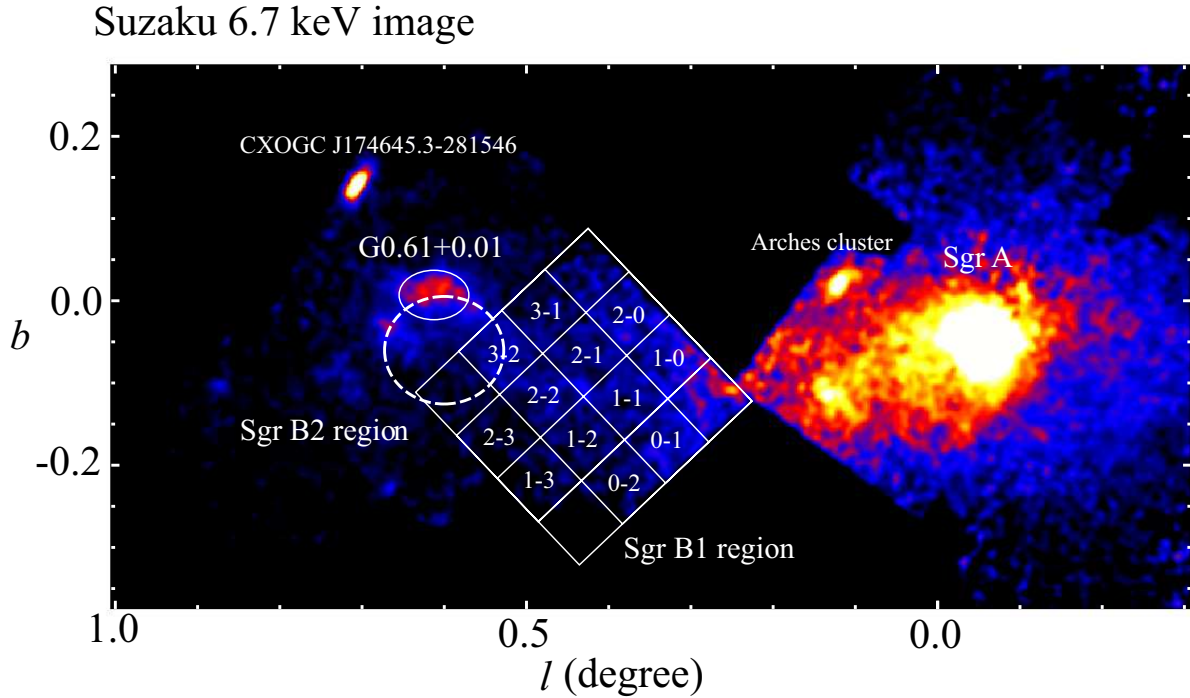 Suzaku 6.7 keV image
0.2
CXOGC J174645.3-281546
G0.61+0.01
Arches cluster
Sgr A
0.0
3-1
2-0
b
3-2
2-1
1-0
2-2
1-1
Sgr B2 region
2-3
1-2
0-1
-0.2
1-3
0-2
Sgr B1 region
1.0
0.5
0.0
l (degree)